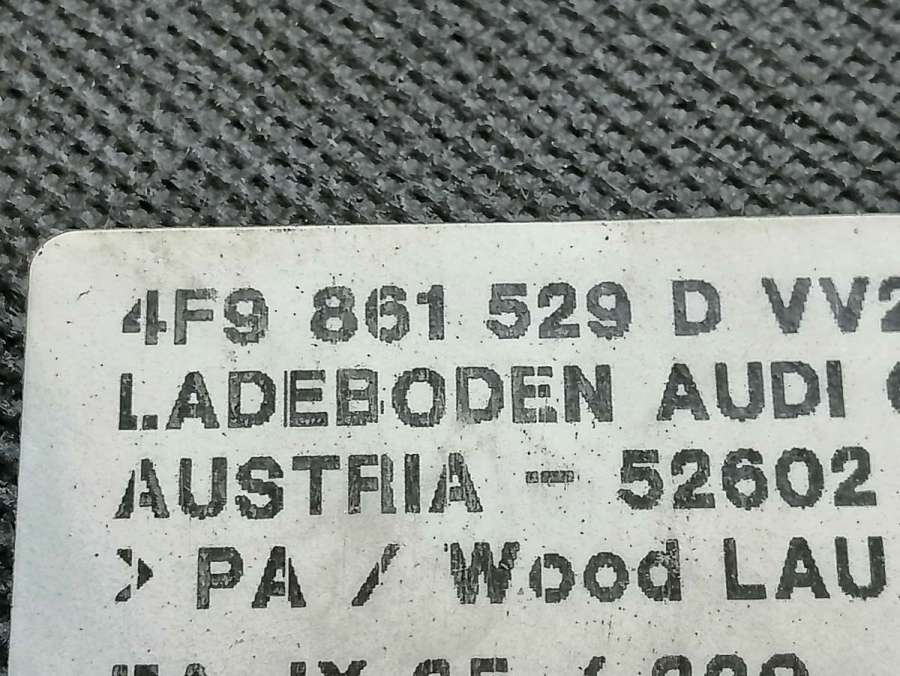 4F9 861 529 D VV2
LADEBODEN AUDI
AUSTRIA - 52602
> PA / Wood LAU